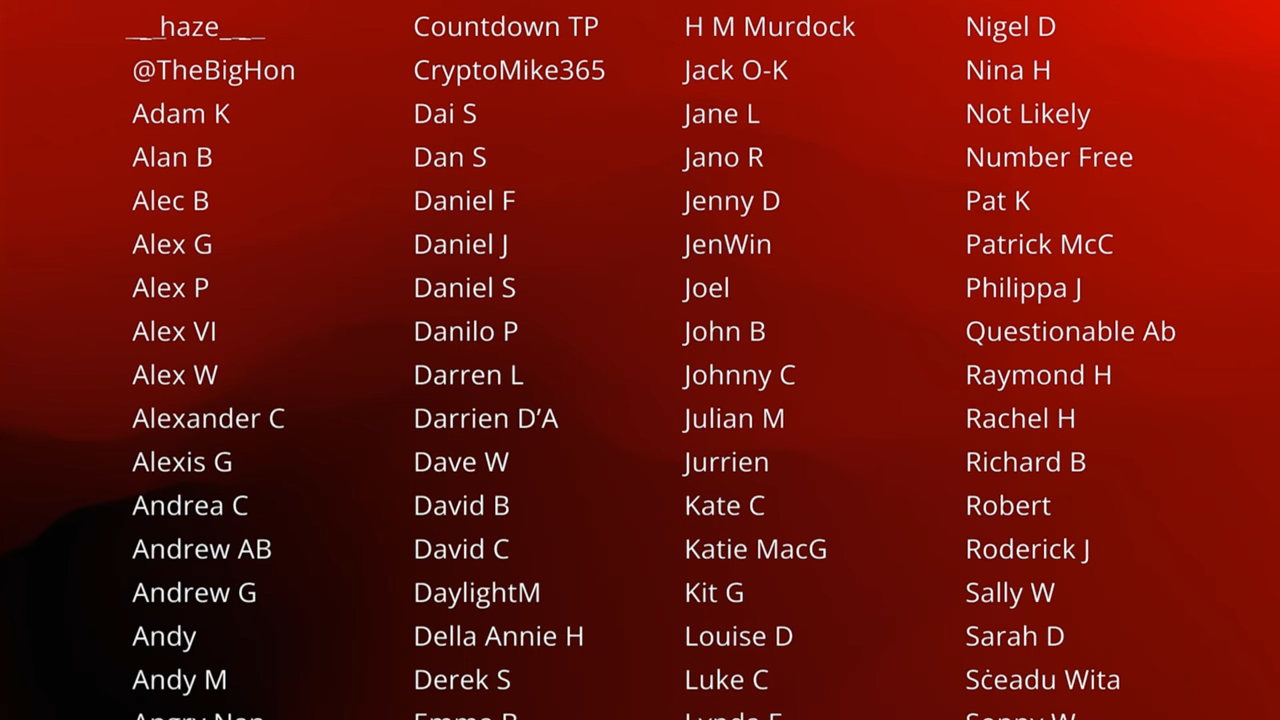 ___haze___
@TheBigHon
Adam K
Alan B
Alec B
Alex G
Alex P
Alex VI
Alex W
Alexander C
Alexis G
Andrea C
Andrew AB
Andrew G
Andy
Andy M
Countdown TP
CryptoMike365
Dai S
Dan S
Daniel F
Daniel J
Daniel S
Danilo P
Darren L
Darrien D’A
Dave W
David B
David C
DaylightM
Della Annie H
Derek S
H M Murdock
Jack O-K
Jane L
Jano R
Jenny D
JenWin
Joel
John B
Johnny C
Julian M
Jurrien
Kate C
Katie MacG
Kit G
Louise D
Luke C
Nigel D
Nina H
Not Likely
Number Free
Pat K
Patrick McC
Philippa J
Questionable Ab
Raymond H
Rachel H
Richard B
Robert
Roderick J
Sally W
Sarah D
Sċeadu Wita